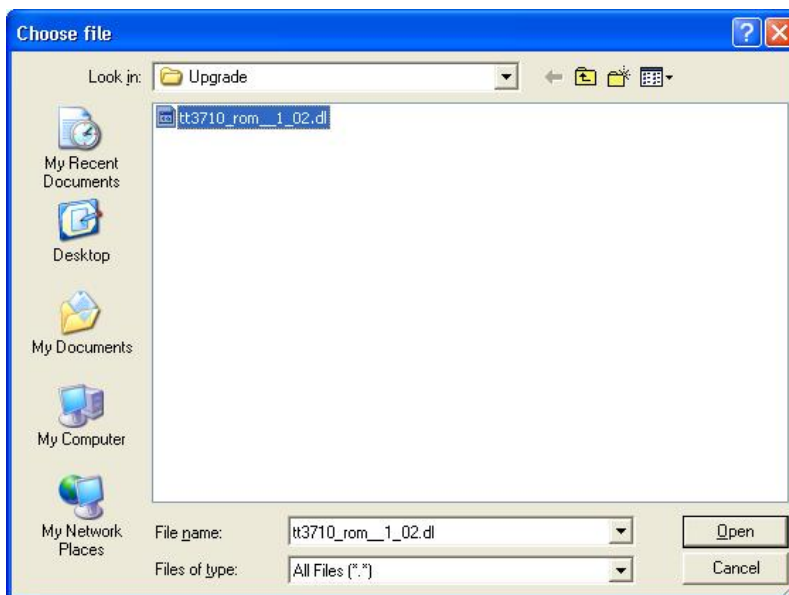 Choose file
Look in: Upgrade
tt3710_rom__1_02.dl
My Recent
Documents
Desktop
My Documents
My Computer
My Network
Places
File name: tt3710_rom__1_02.dl Open
Files of type: All Files (*.*) Cancel